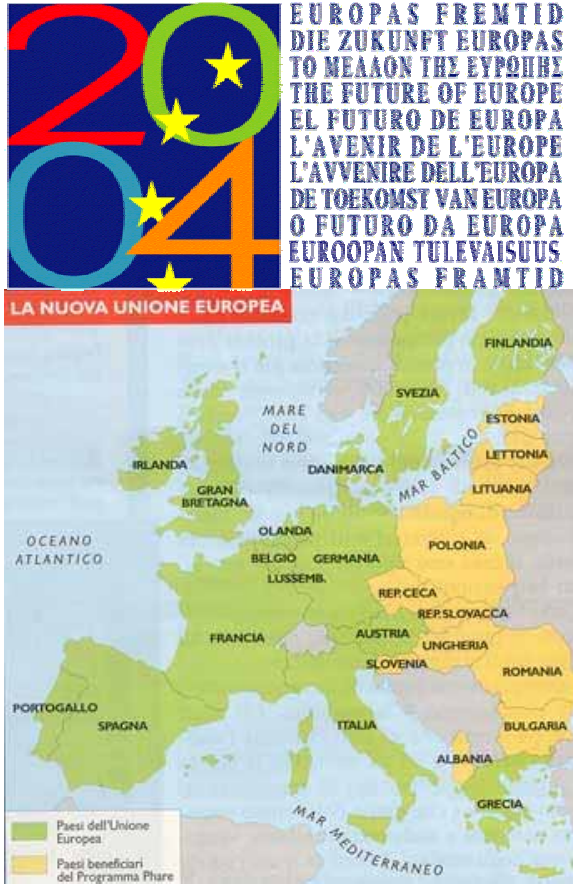 2004
EUROPAS FREMTID
DIE ZUKUNFT EUROPAS
ΤΟ ΜΕΛΛΟΝ ΤΗΣ ΕΥΡΩΠΗΣ
THE FUTURE OF EUROPE
EL FUTURO DE EUROPA
L'AVENIR DE L'EUROPE
L'AVVENIRE DELL'EUROPA
DE TOEKOMST VAN EUROPA
O FUTURO DA EUROPA
EUROOPAN TULEVAISUUS
EUROPAS FRAMTID
LA NUOVA UNIONE EUROPEA
FINLANDIA
SVEZIA
MARE
DEL
NORD
ESTONIA
MAR BALTICO
LETTONIA
IRLANDA
DANIMARCA
LITUANIA
GRAN
BRETAGNA
OCEANO
ATLANTICO
OLANDA
POLONIA
BELGIO
GERMANIA
LUSSEMB.
REP. CECA
REP. SLOVACCA
FRANCIA
AUSTRIA
UNGHERIA
SLOVENIA
ROMANIA
PORTOGALLO
SPAGNA
ITALIA
BULGARIA
ALBANIA
GRECIA
MAR MEDITERRANEO
Paesi dell'Unione
Europea
Paesi beneficiari
del Programma Phare